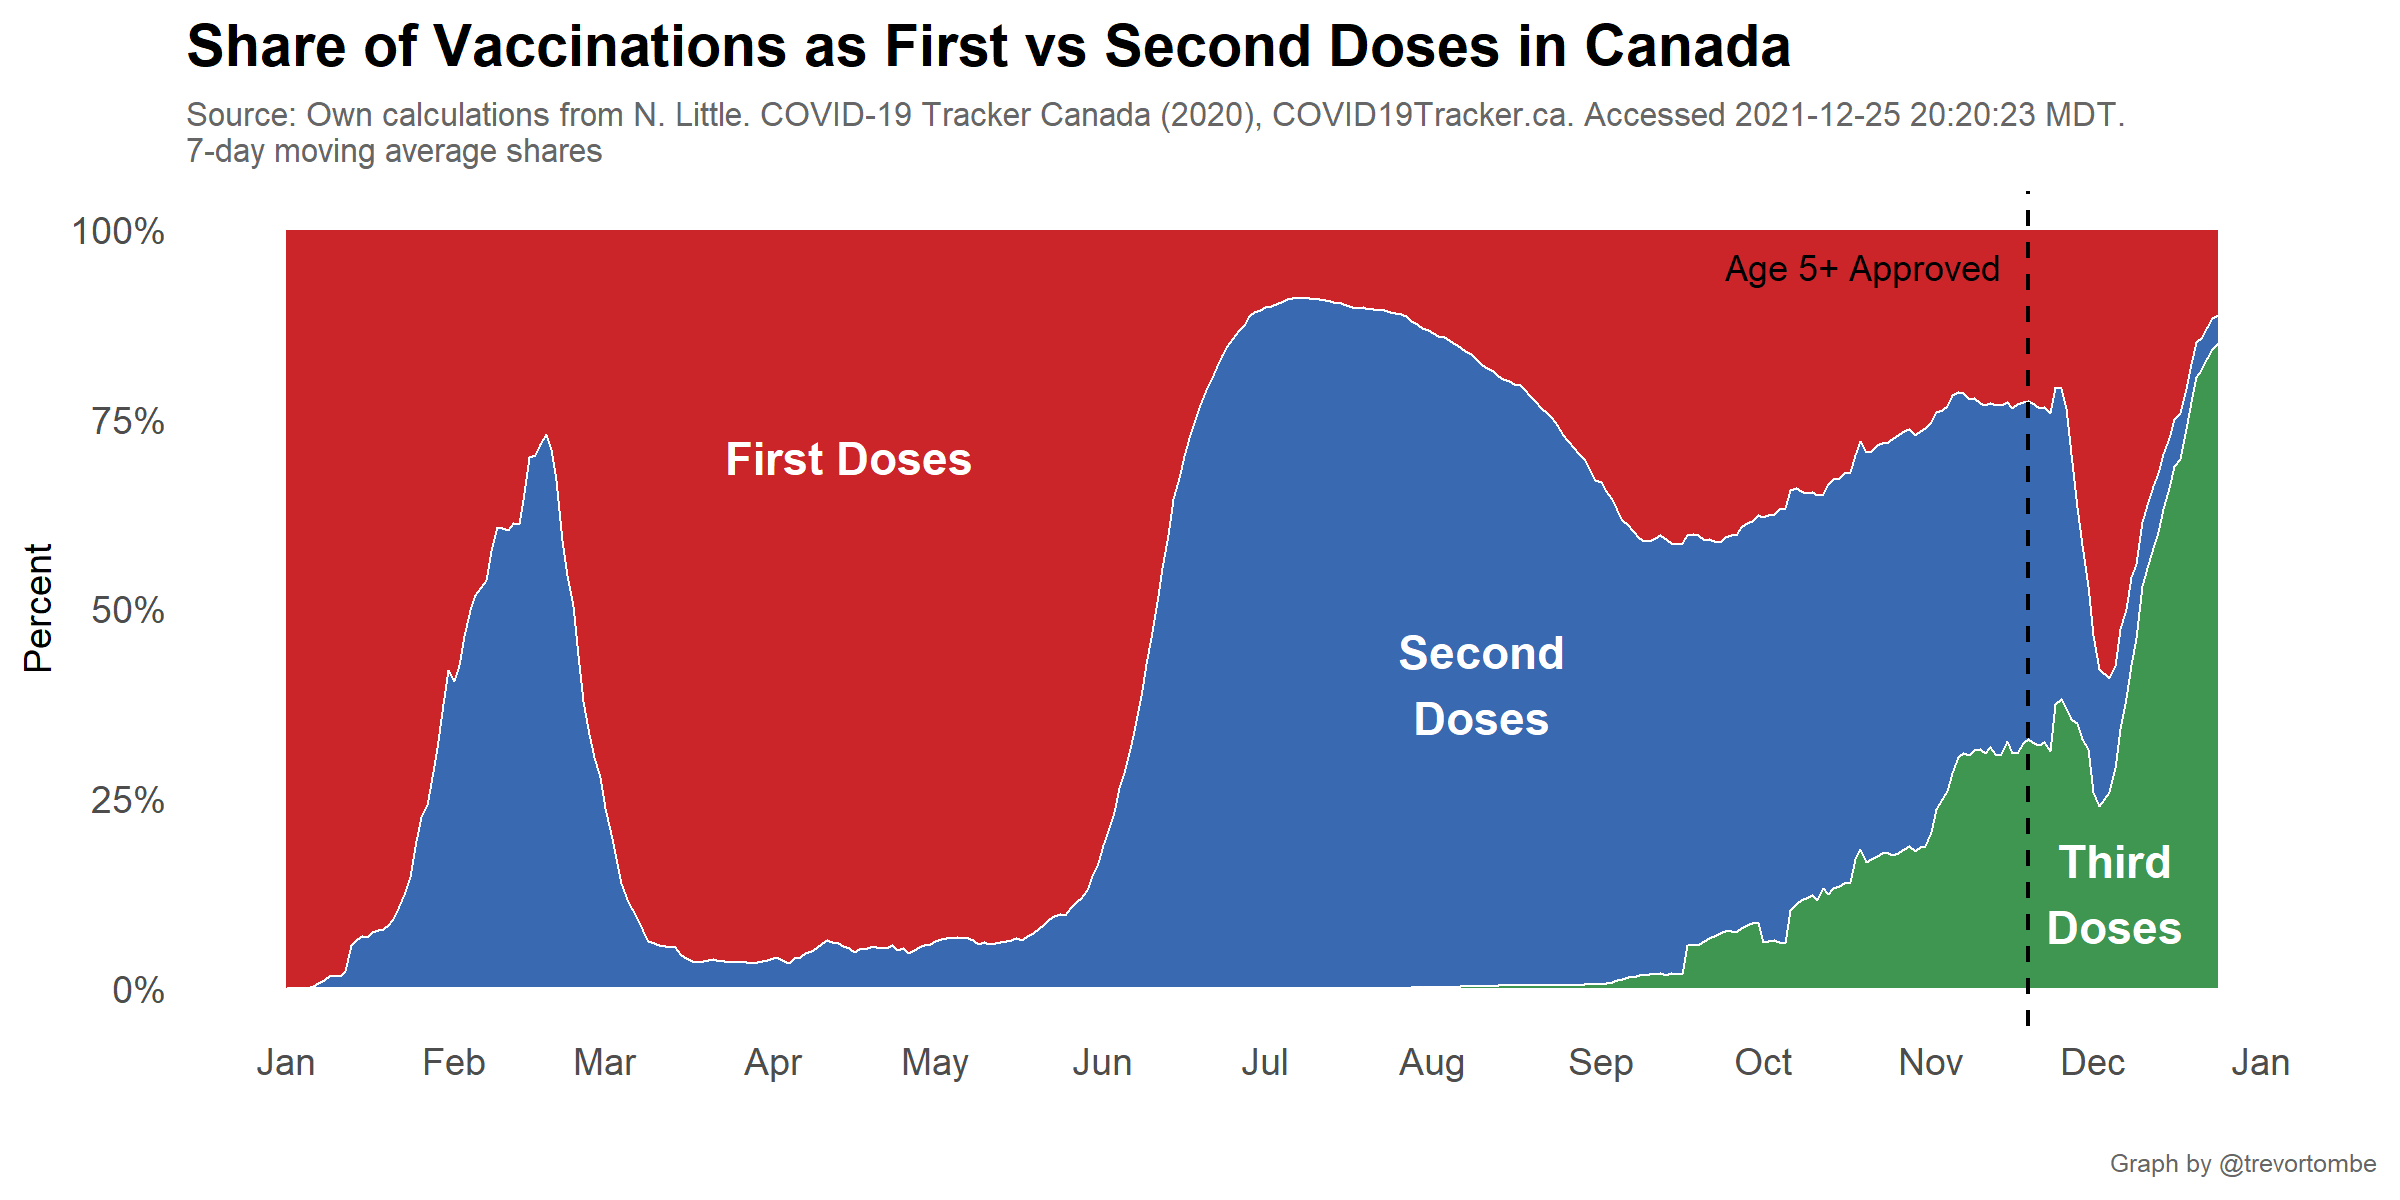 Share of Vaccinations as First vs Second Doses in Canada
Source: Own calculations from N. Little. COVID-19 Tracker Canada (2020), COVID19Tracker.ca. Accessed 2021-12-25 20:20:23 MDT.
7-day moving average shares
100%
75%
50%
25%
0%
Percent
Age 5+ Approved
First Doses
Second
Doses
Third
Doses
Jan Feb Mar Apr May Jun Jul Aug Sep Oct Nov Dec Jan
Graph by @trevortombe